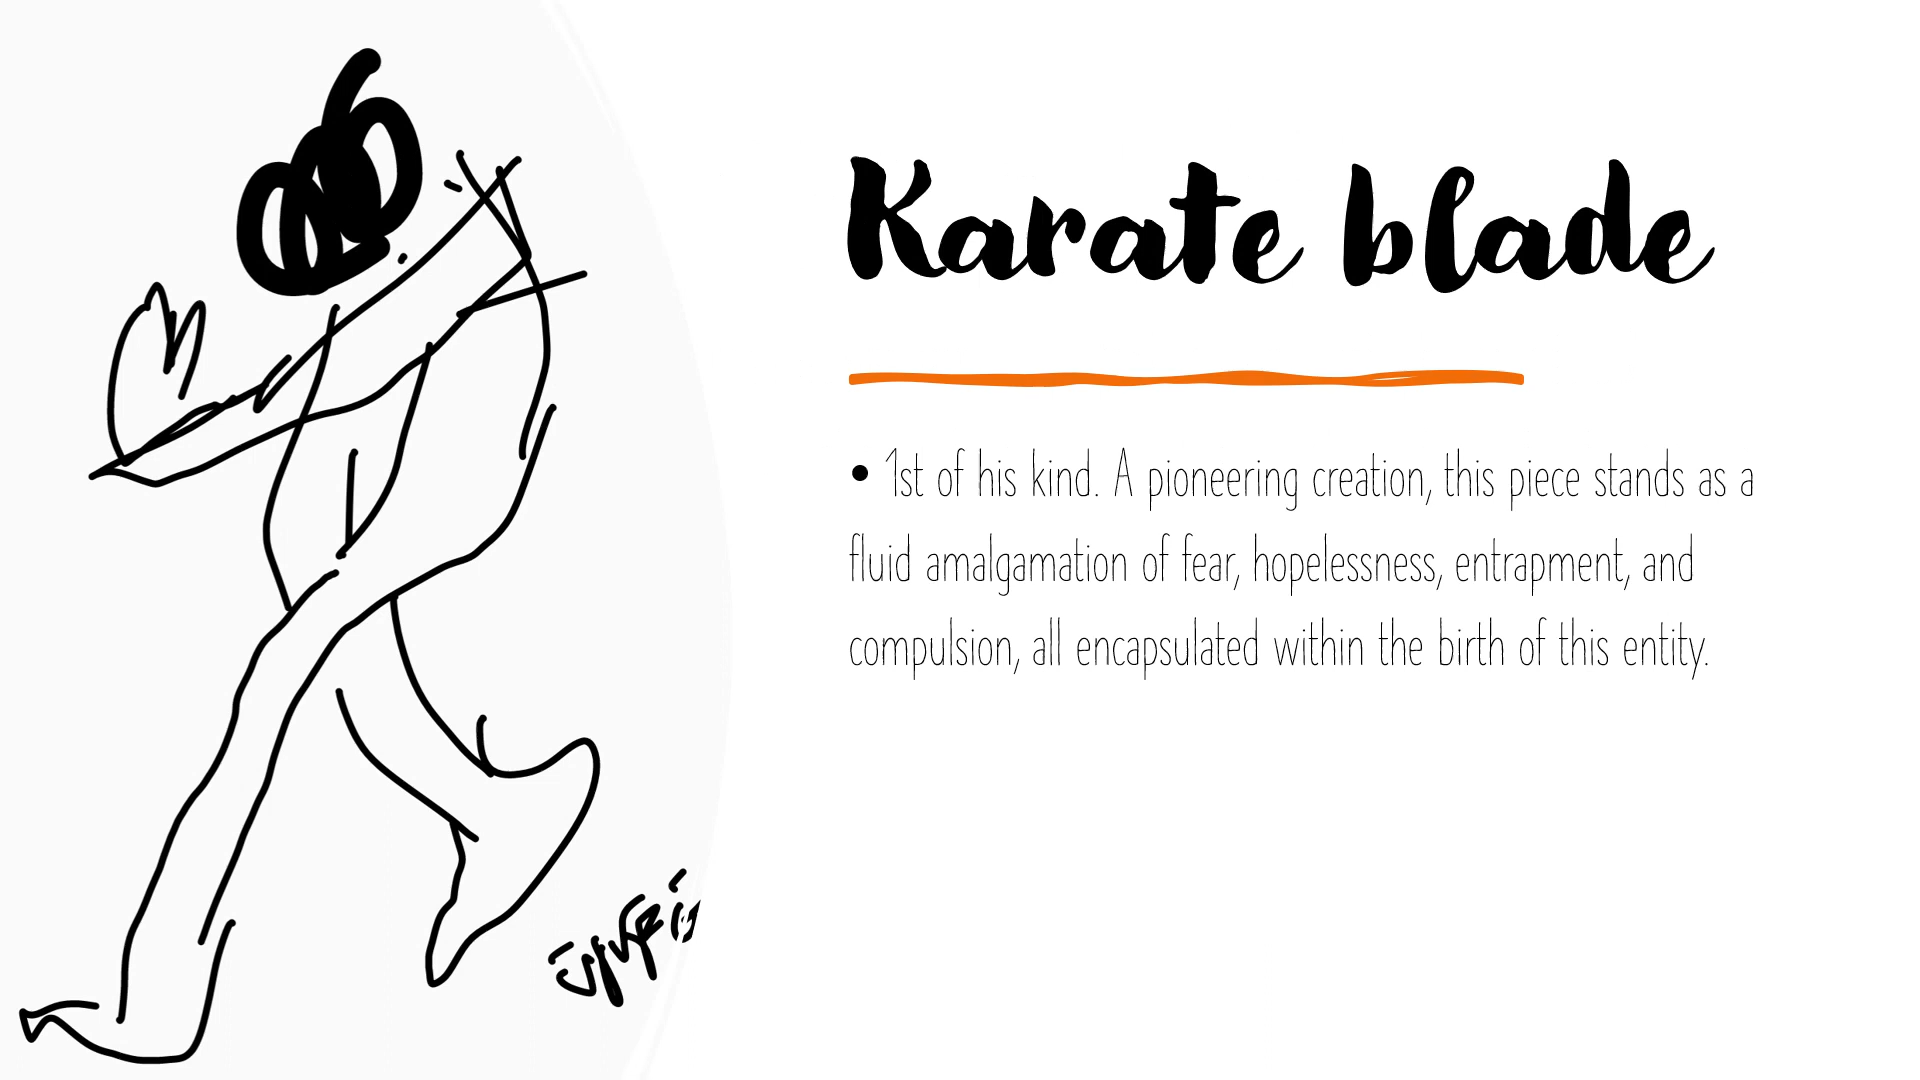 Karate blade
• 1st of his kind. A pioneering creation, this piece stands as a
fluid amalgamation of fear, hopelessness, entrapment, and
compulsion, all encapsulated within the birth of this entity.